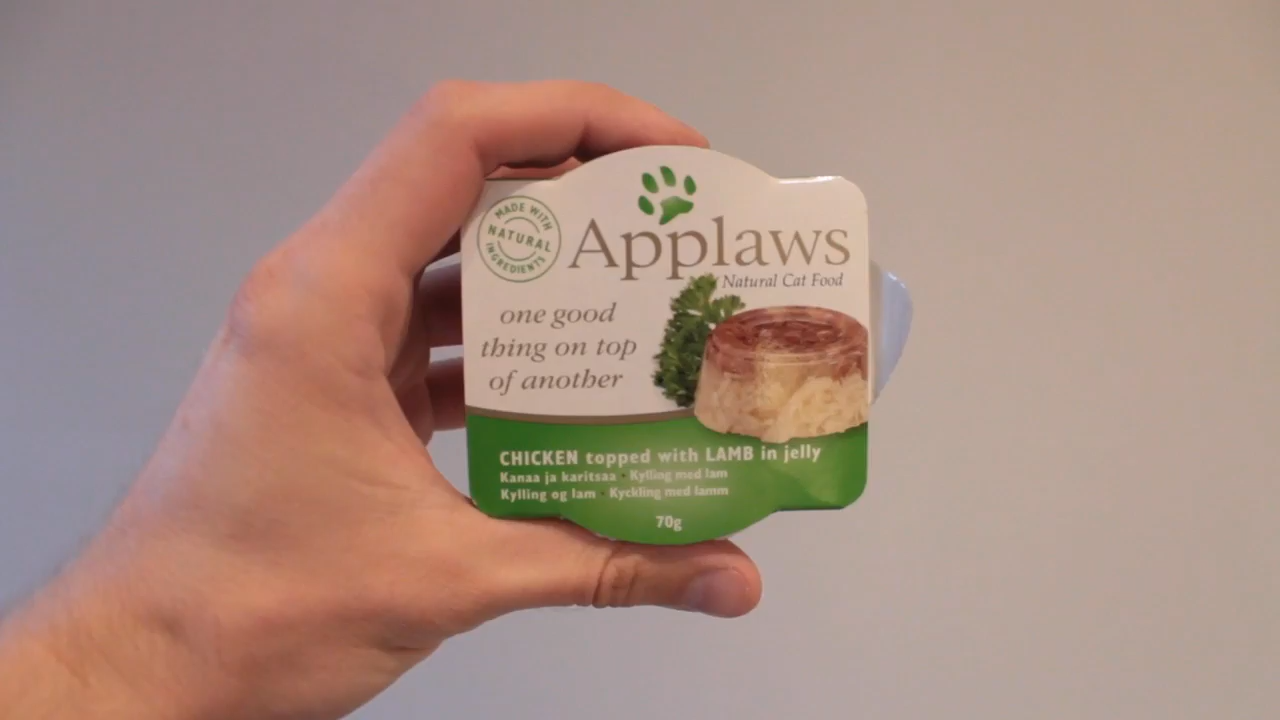 MADE WITH
NATURAL
INGREDIENTS
Applaws
Natural Cat Food
one good
thing on top
of another
CHICKEN topped with LAMB in jelly
Kanaa ja karitsaa • Kylling med lam
Kylling og lam • Kyckling med lamm
70g